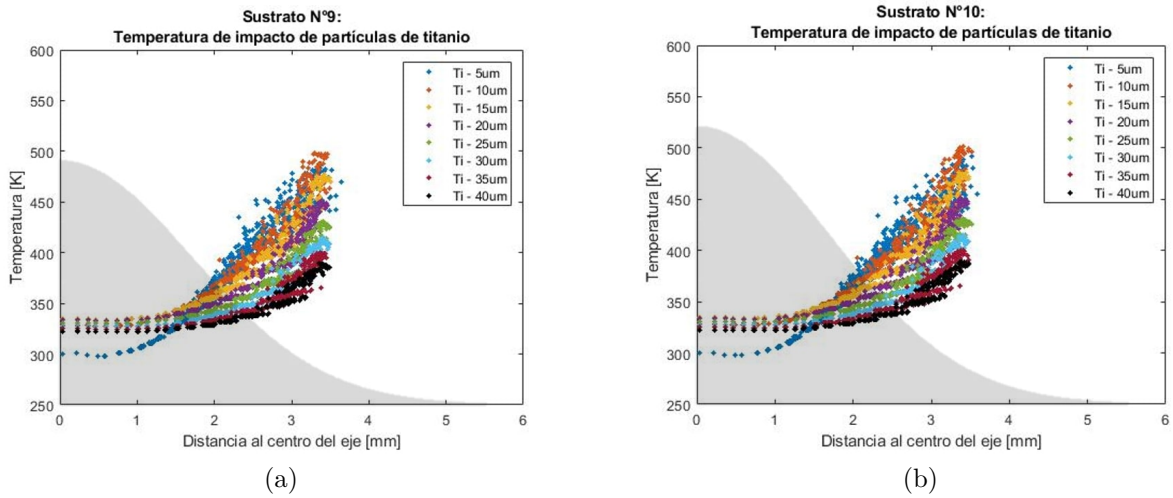 Sustrato N°9:
Temperatura de impacto de partículas de titanio
600
550
500
450
400
350
300
250
0 1 2 3 4 5 6
Temperatura [K]
Distancia al centro del eje [mm]
Ti - 5um
Ti - 10um
Ti - 15um
Ti - 20um
Ti - 25um
Ti - 30um
Ti - 35um
Ti - 40um
(a)
Sustrato N°10:
Temperatura de impacto de partículas de titanio
600
550
500
450
400
350
300
250
0 1 2 3 4 5 6
Temperatura [K]
Distancia al centro del eje [mm]
Ti - 5um
Ti - 10um
Ti - 15um
Ti - 20um
Ti - 25um
Ti - 30um
Ti - 35um
Ti - 40um
(b)